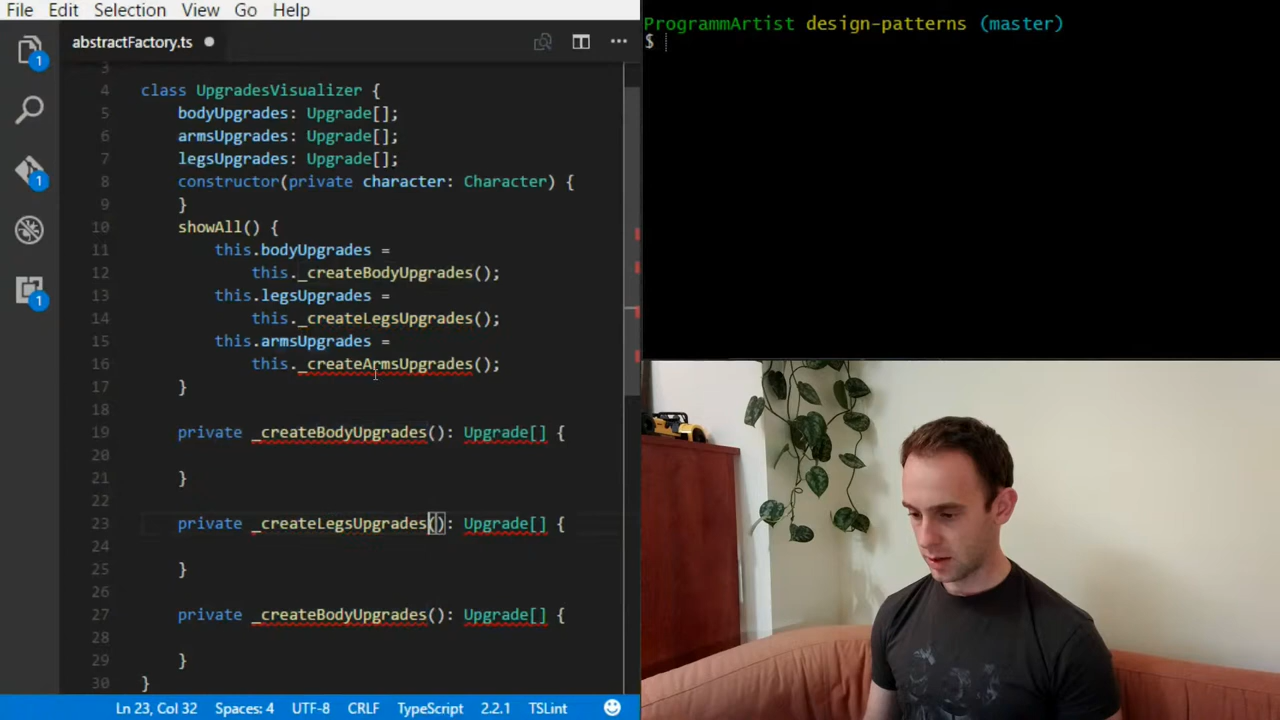 File Edit Selection View Go Help
abstractFactory.ts
3
4 class UpgradesVisualizer {
5 bodyUpgrades: Upgrade[];
6 armsUpgrades: Upgrade[];
7 legsUpgrades: Upgrade[];
8 constructor(private character: Character) {
9 }
10 showAll() {
11 this.bodyUpgrades =
12 this._createBodyUpgrades();
13 this.legsUpgrades =
14 this._createLegsUpgrades();
15 this.armsUpgrades =
16 this._createArmsUpgrades();
17 }
18
19 private _createBodyUpgrades(): Upgrade[] {
20
21 }
22
23 private _createLegsUpgrades(): Upgrade[] {
24
25 }
26
27 private _createBodyUpgrades(): Upgrade[] {
28
29 }
30 }
1
1
1
Ln 23, Col 32 Spaces: 4 UTF-8 CRLF TypeScript 2.2.1 TSLint
ProgrammArtist design-patterns (master)
$